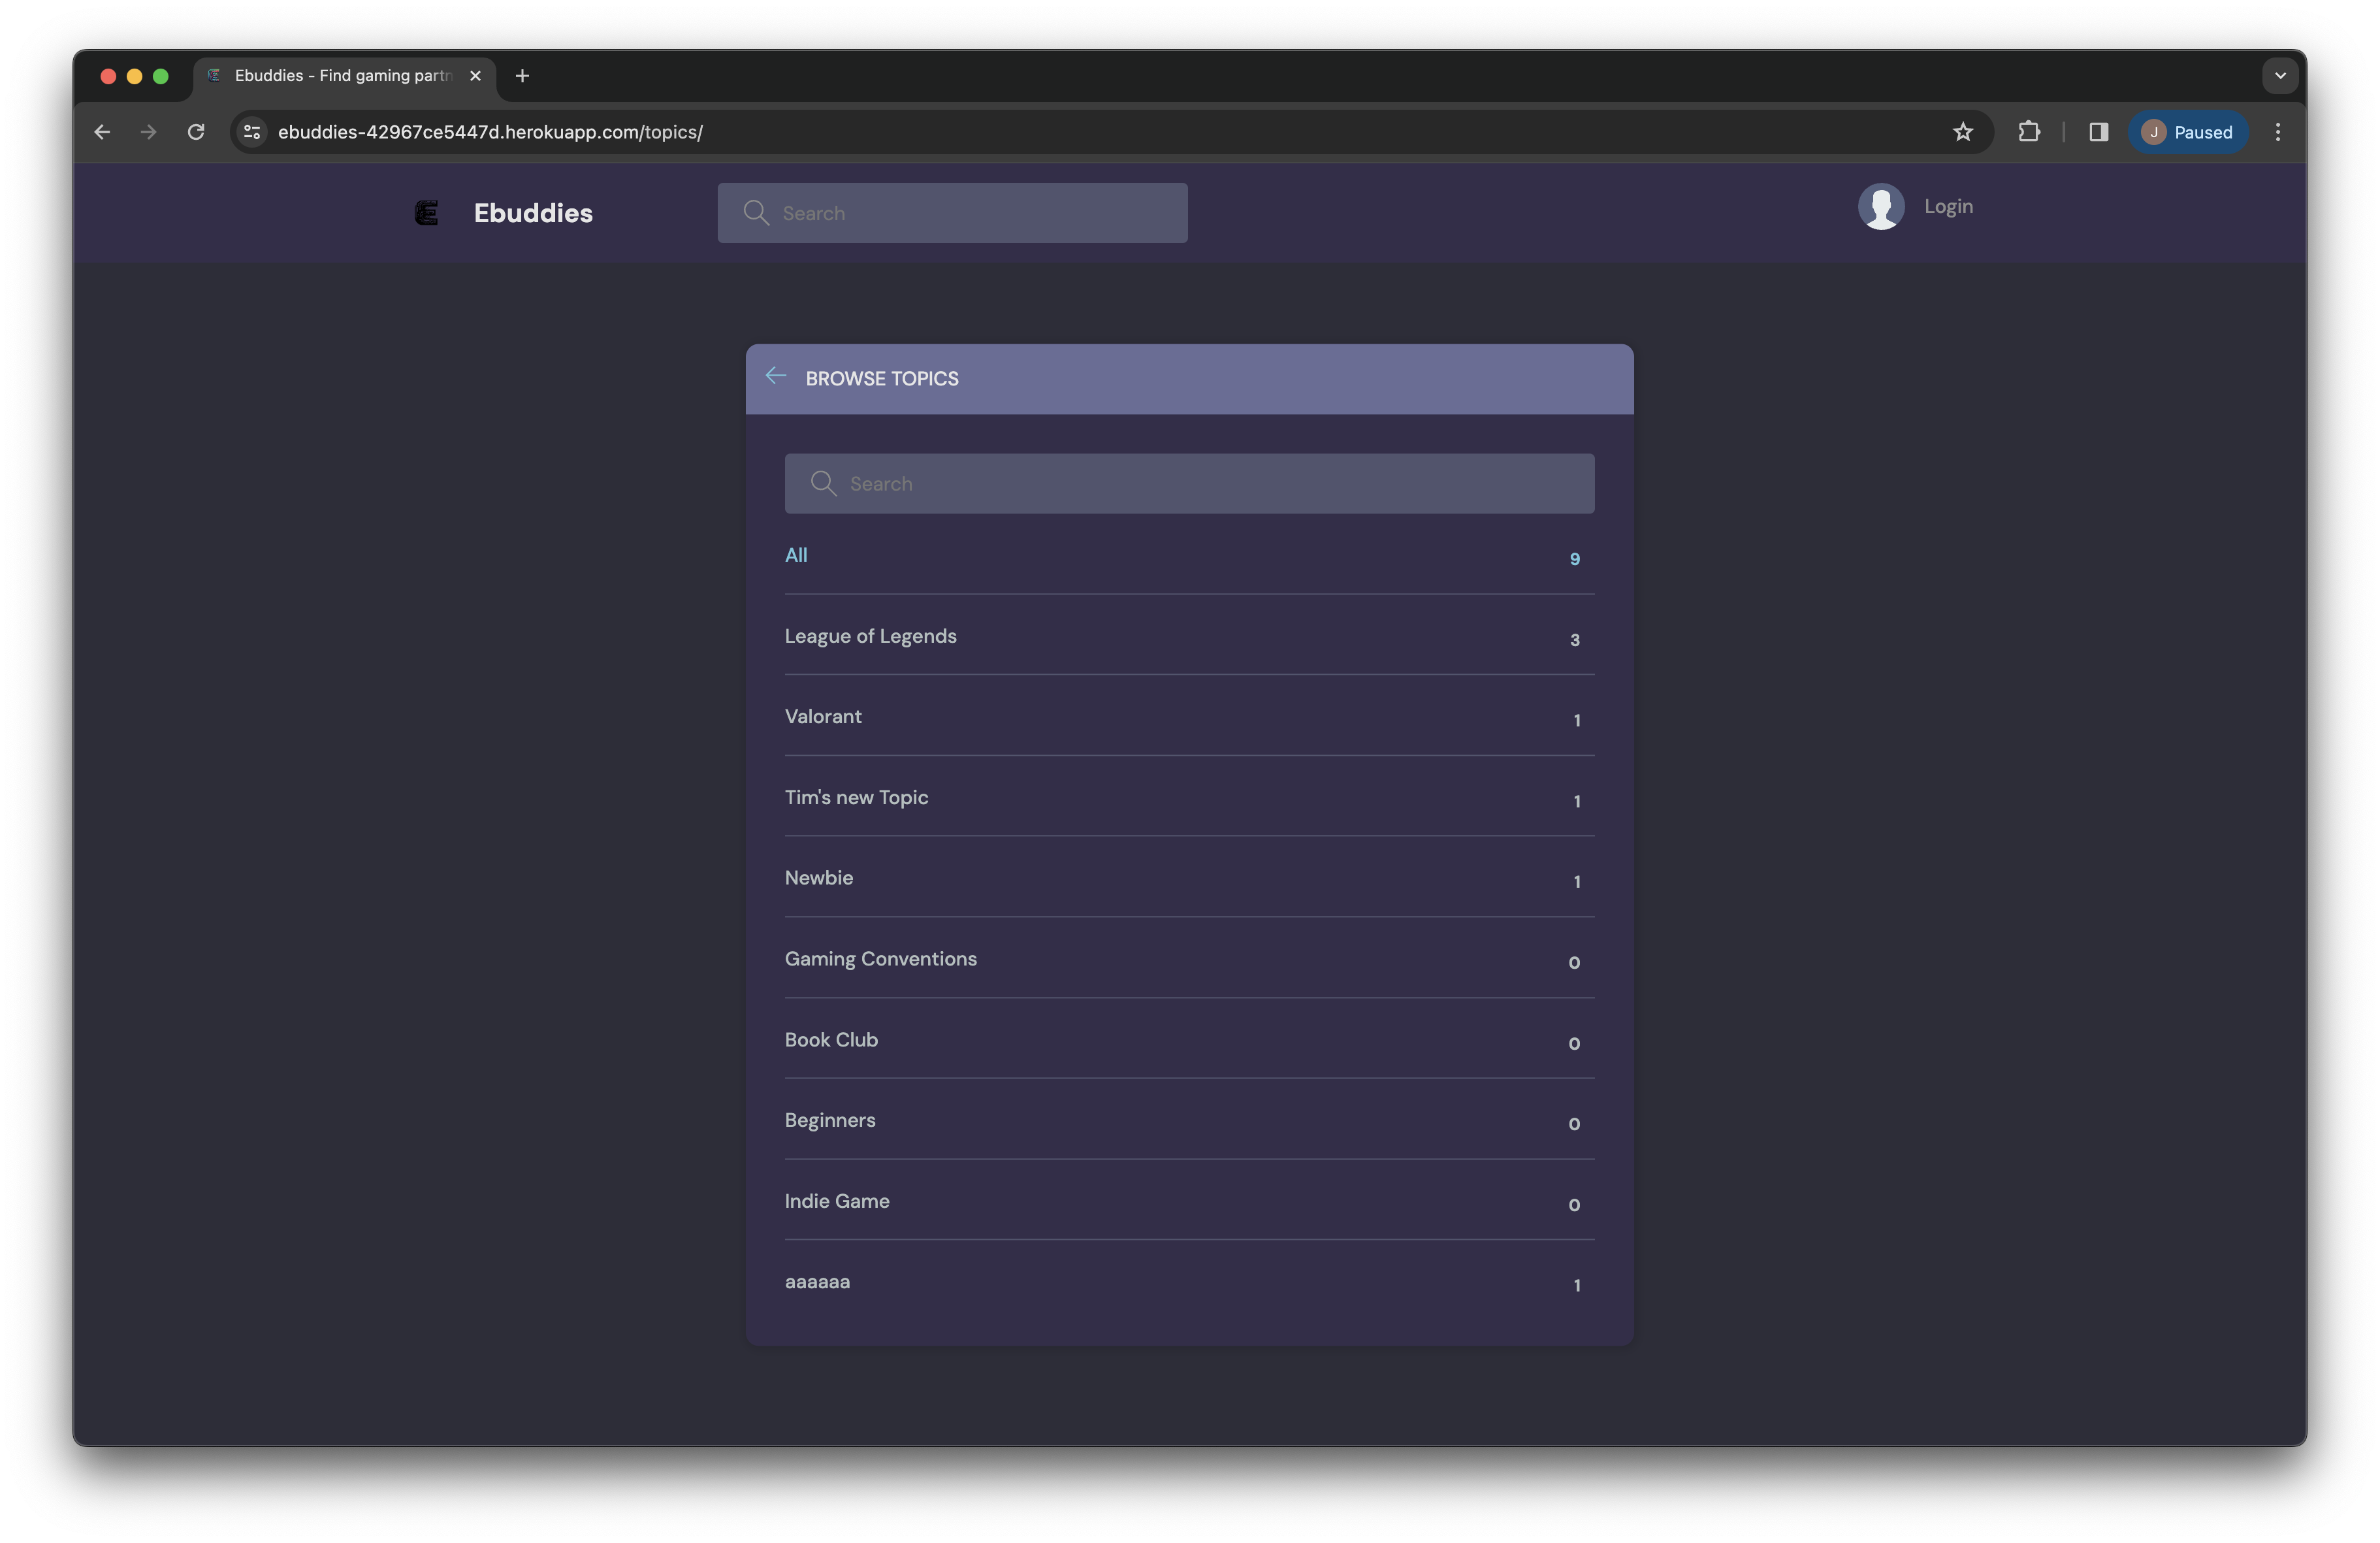 Ebuddies - Find gaming partn
ebuddies-42967ce5447d.herokuapp.com/topics/
J Paused
Ebuddies
Search
Login
BROWSE TOPICS
Search
All 9
League of Legends 3
Valorant 1
Tim's new Topic 1
Newbie 1
Gaming Conventions 0
Book Club 0
Beginners 0
Indie Game 0
aaaaaa 1